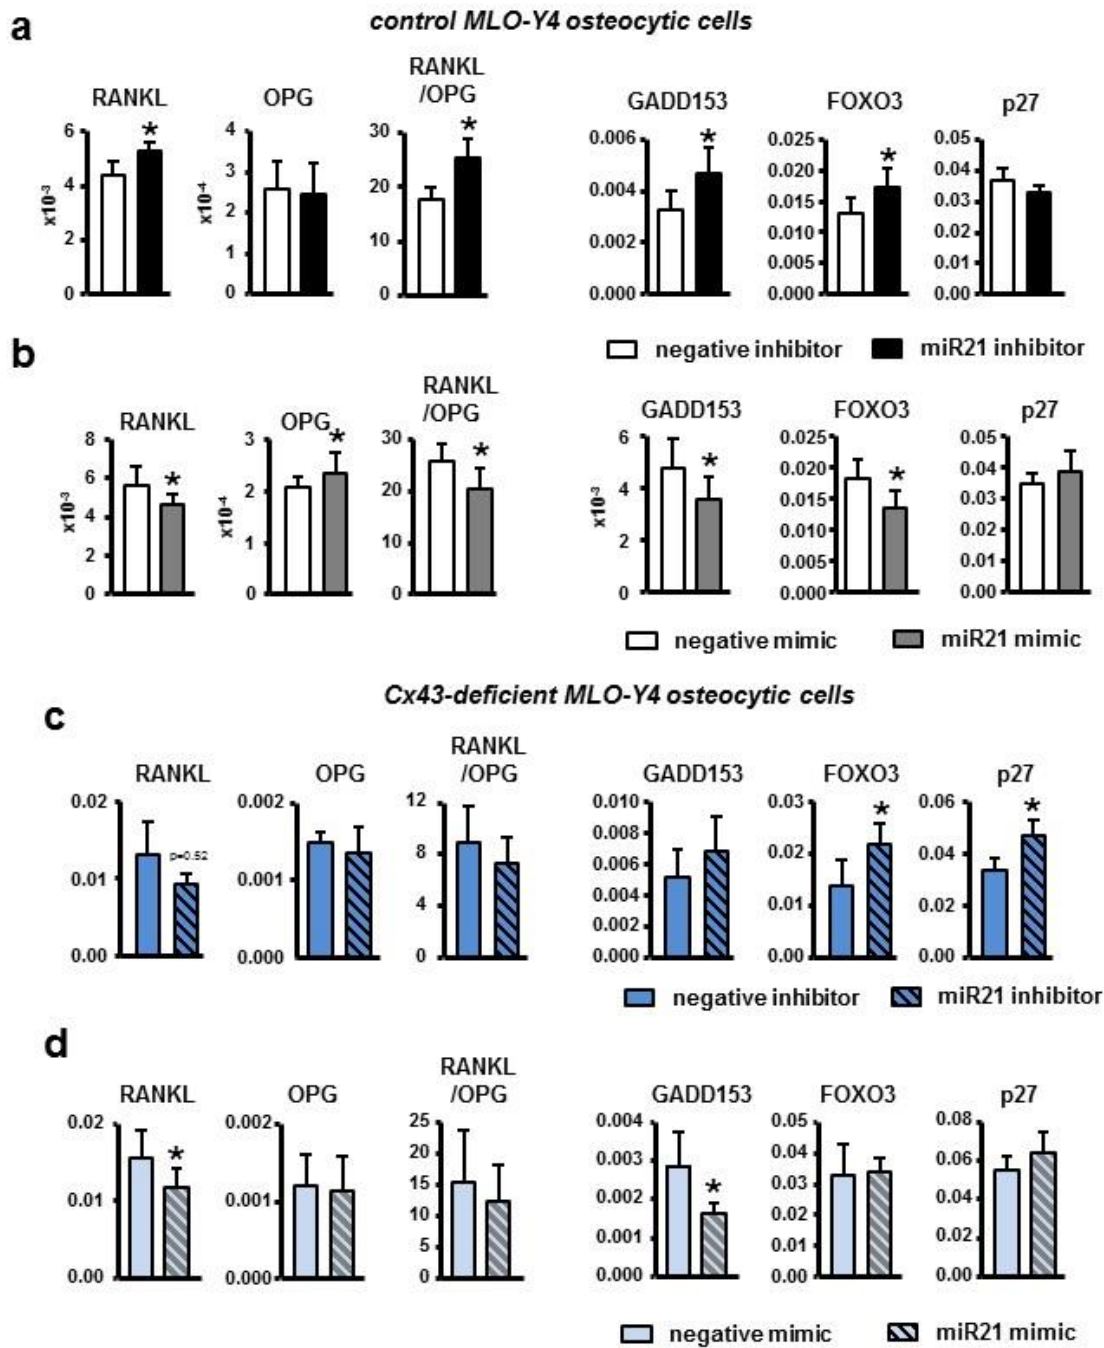 a
control MLO-Y4 osteocytic cells
RANKL
OPG
RANKL
/OPG
GADD153
FOXO3
p27
6
4
2
0
x10-3
4
3
2
1
0
x10-4
30
20
10
0
0.006
0.004
0.002
0.000
0.025
0.020
0.015
0.010
0.005
0.000
0.05
0.04
0.03
0.02
0.01
0.00
*
*
*
*
negative inhibitor
miR21 inhibitor
b
RANKL
OPG
RANKL
/OPG
GADD153
FOXO3
p27
8
6
4
2
0
x10-3
3
2
1
0
x10-4
30
20
10
0
6
4
2
0
x10-3
0.025
0.020
0.015
0.010
0.005
0.000
0.05
0.04
0.03
0.02
0.01
0.00
*
*
*
*
*
negative mimic
miR21 mimic
Cx43-deficient MLO-Y4 osteocytic cells
c
RANKL
OPG
RANKL
/OPG
GADD153
FOXO3
p27
0.02
0.01
0.00
p=0.52
0.002
0.001
0.000
12
8
4
0
0.010
0.008
0.006
0.004
0.002
0.000
0.03
0.02
0.01
0.00
0.06
0.04
0.02
0.00
*
*
negative inhibitor
miR21 inhibitor
d
RANKL
OPG
RANKL
/OPG
GADD153
FOXO3
p27
0.02
0.01
0.00
0.002
0.001
0.000
25
20
15
10
5
0
0.004
0.003
0.002
0.001
0.000
0.05
0.04
0.03
0.02
0.01
0.00
0.08
0.06
0.04
0.02
0.00
*
*
negative mimic
miR21 mimic